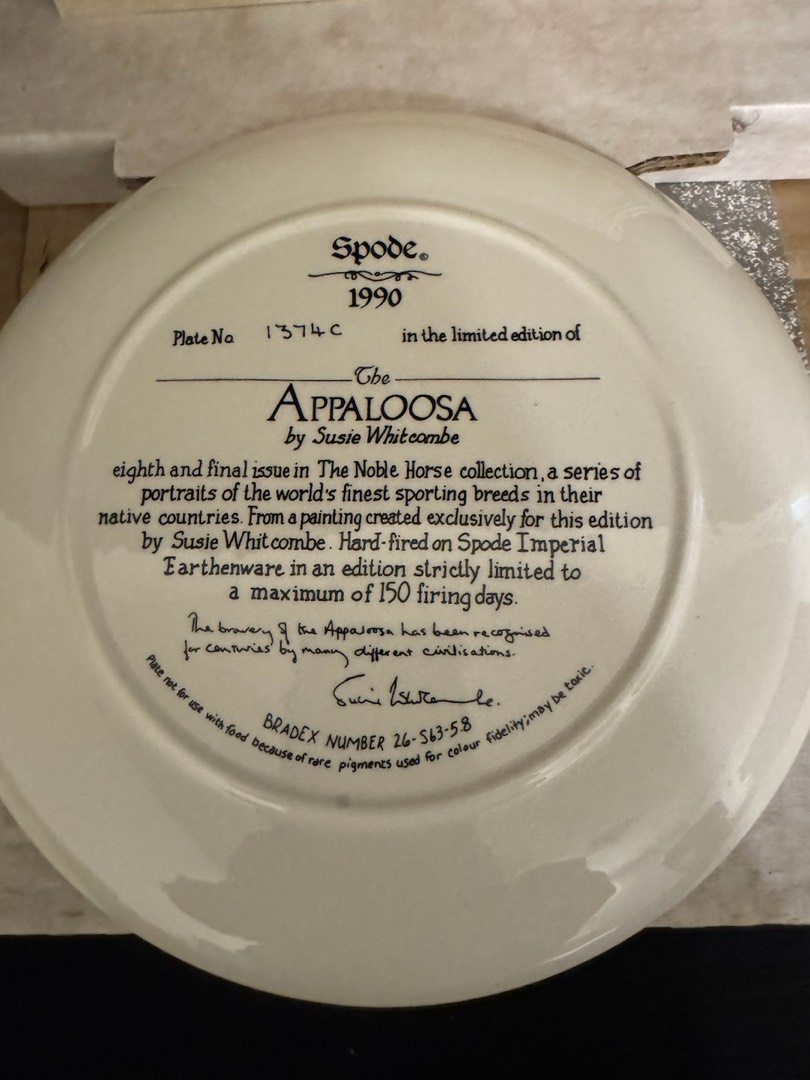 Spode®
1990
Plate No 1374C in the limited edition of
The
APPALOOSA
by Susie Whitcombe
eighth and final issue in The Noble Horse collection, a series of
portraits of the world's finest sporting breeds in their
native countries. From a painting created exclusively for this edition
by Susie Whitcombe. Hard-fired on Spode Imperial
Earthenware in an edition strictly limited to
a maximum of 150 firing days.
The bravery of the Appaloosa has been recognised
for centuries by many different civilisations.
Susie Whitcombe.
BRADEX NUMBER 26-S63-5.8
Plate not for use with food because of rare pigments used for colour fidelity; may be toxic.